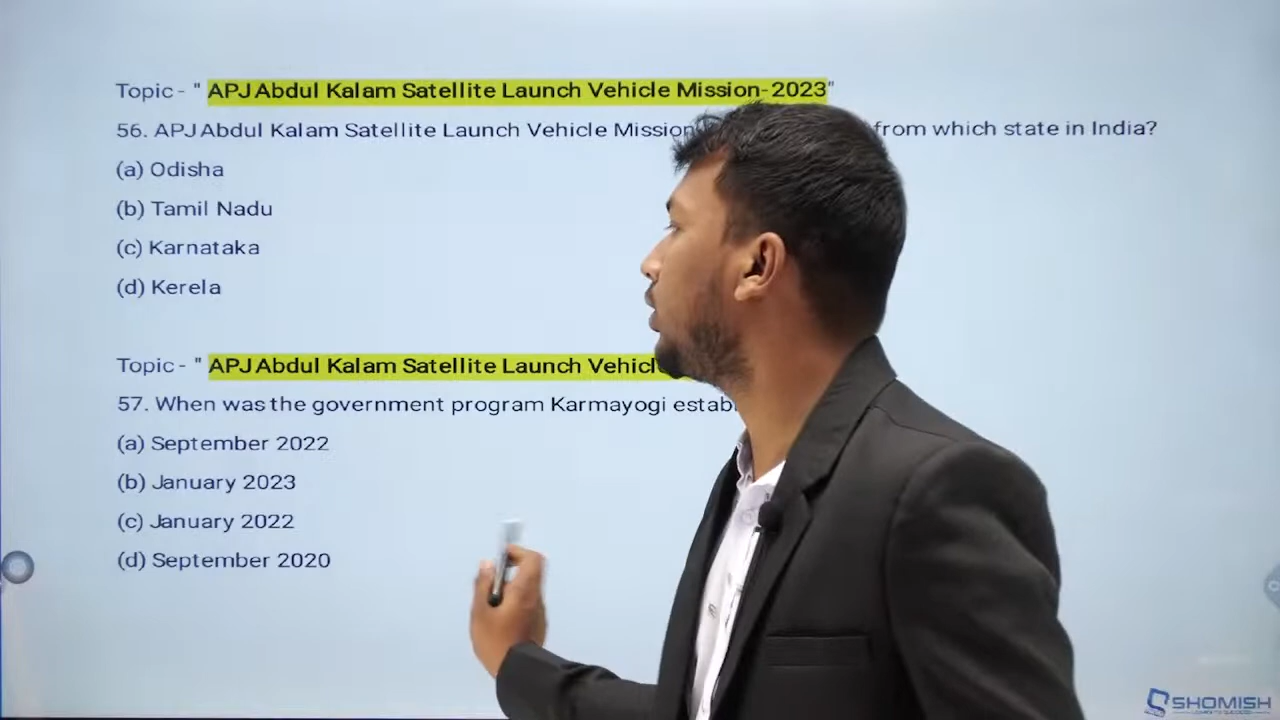 Topic - " APJ Abdul Kalam Satellite Launch Vehicle Mission-2023"
56. APJ Abdul Kalam Satellite Launch Vehicle Mission from which state in India?
(a) Odisha
(b) Tamil Nadu
(c) Karnataka
(d) Kerela
Topic - " APJ Abdul Kalam Satellite Launch
57. When was the government program Karmayogi
(a) September 2022
(b) January 2023
(c) January 2022
(d) September 2020
SHOMISH